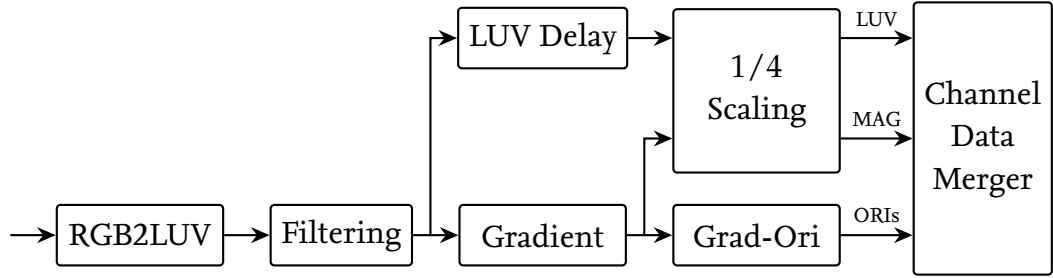 LUV Delay
1/4
Scaling
LUV
MAG
Channel
Data
Merger
RGB2LUV
Filtering
Gradient
Grad-Ori
ORIs